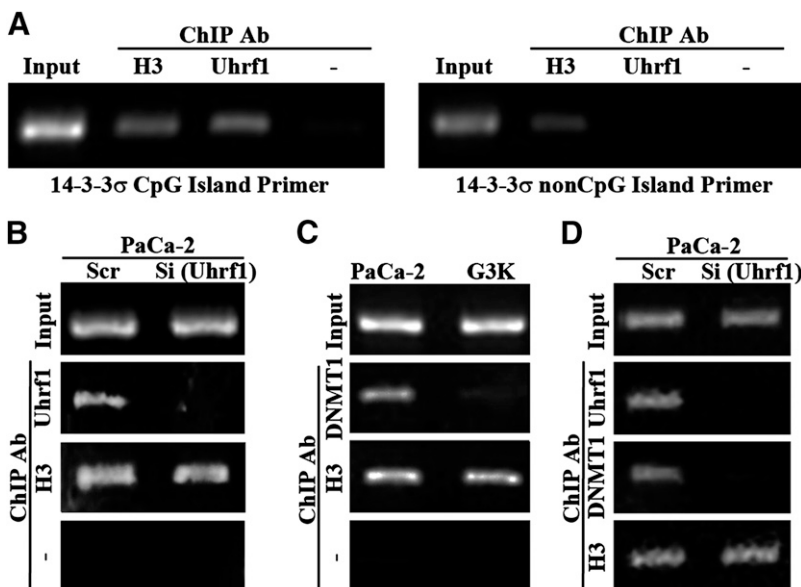 A
ChIP Ab
Input H3 Uhrf1 -
14-3-3σ CpG Island Primer
ChIP Ab
Input H3 Uhrf1 -
14-3-3σ nonCpG Island Primer
B
PaCa-2
Scr Si (Uhrf1)
Input
ChIP Ab
Uhrf1
H3
-
C
PaCa-2 G3K
Input
ChIP Ab
DNMT1
H3
-
D
PaCa-2
Scr Si (Uhrf1)
Input
ChIP Ab
Uhrf1
DNMT1
H3